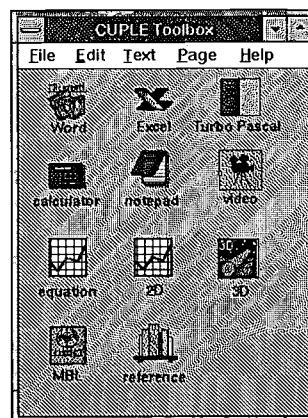 CUPLE Toolbox
File Edit Text Page Help
Word Excel Turbo Pascal
calculator notepad video
3D
equation 2D 3D
MBL reference